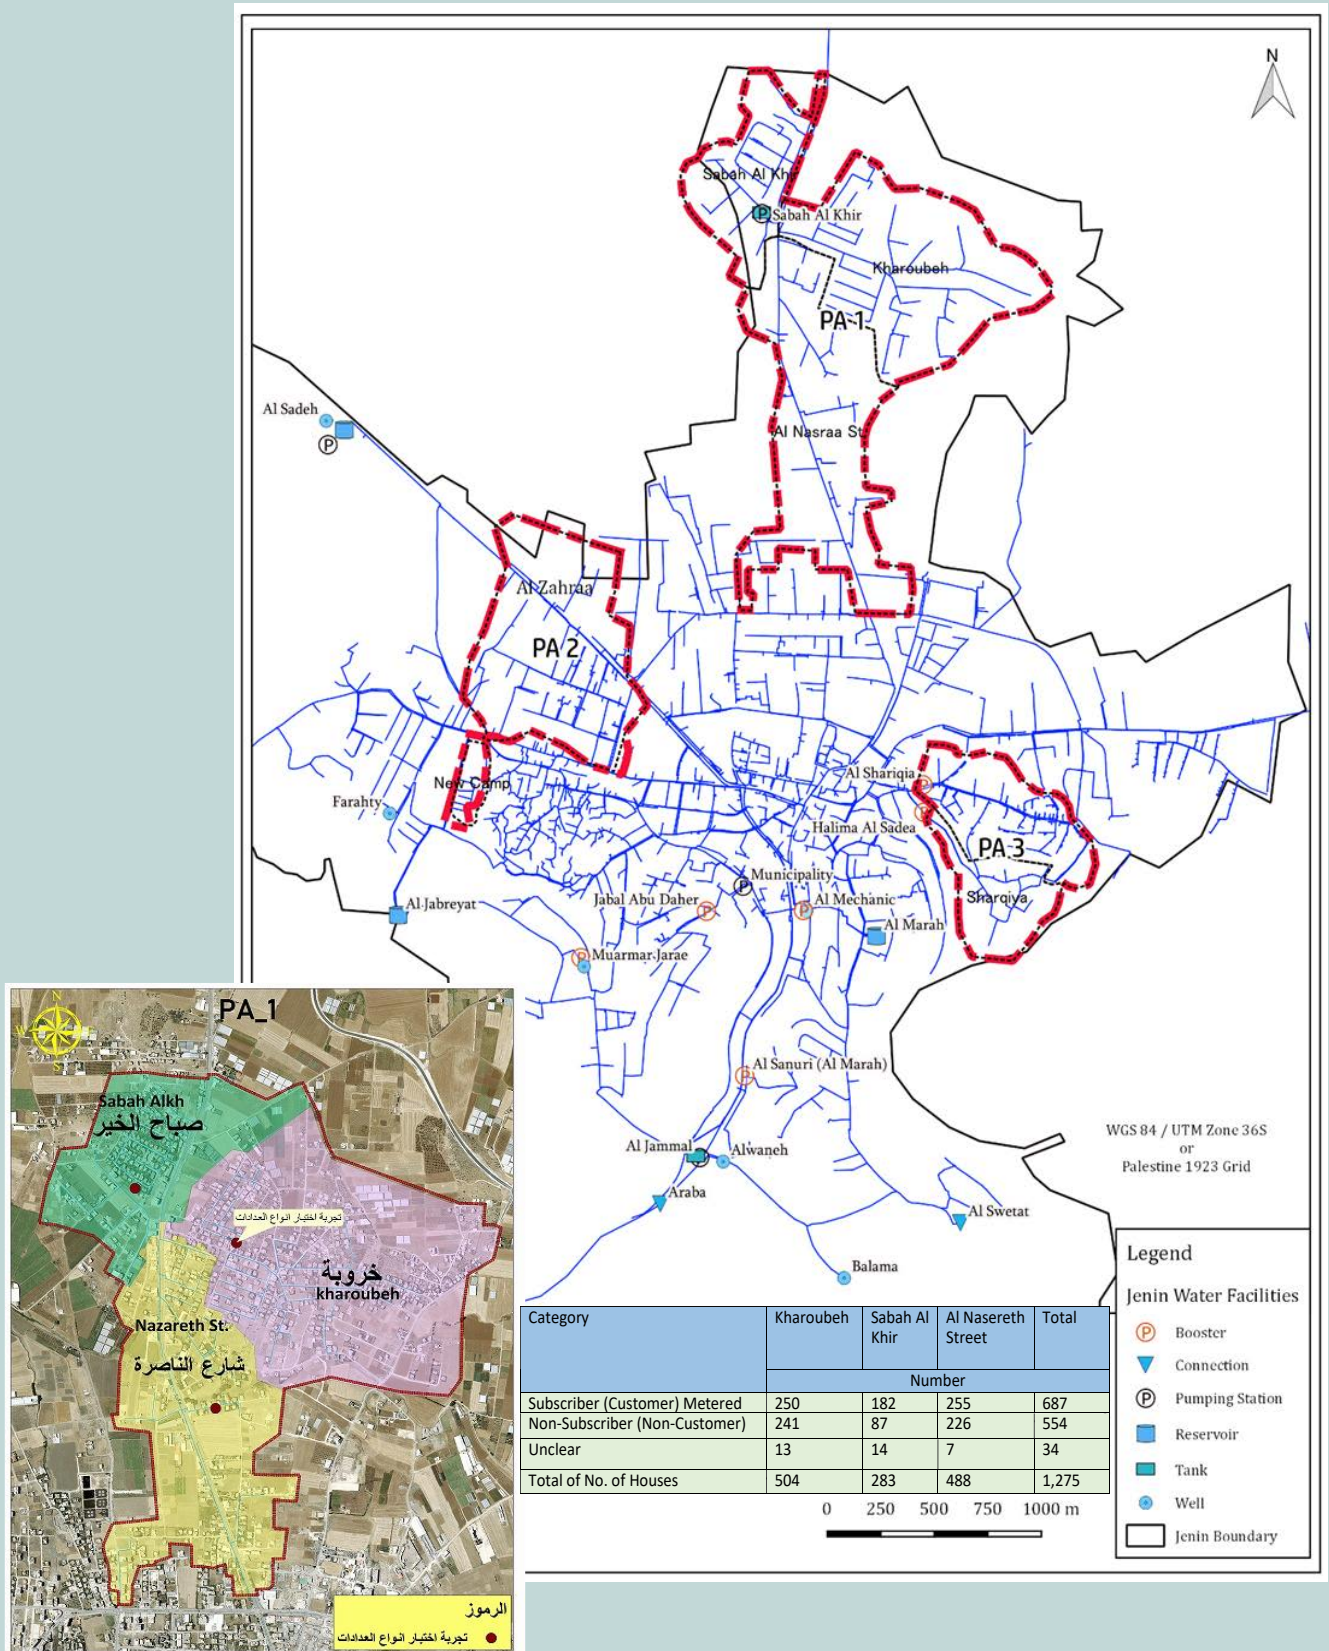 N
Sabah Al Khir
Sabah Al Khir
Kharoubeh
PA 1
Al Sadeh
Al Nasraa St.
Al Zahraa
PA 2
New Camp
Al Shariqia
Farahty
Halima Al Sadea
PA 3
Municipality
Jabal Abu Daher
Al Mechanic
Sharqiya
Al-Jabreyat
Al Marah
Muarmar Jarae
Al Sanuri (Al Marah)
WGS 84 / UTM Zone 36S
or
Palestine 1923 Grid
Al Jammal
Alwaneh
Araba
Al Swetat
Balama
Legend
Jenin Water Facilities
Booster
Connection
Pumping Station
Reservoir
Tank
Well
Jenin Boundary
Category Kharoubeh Sabah Al Khir Al Nasereth Street Total
Number
Subscriber (Customer) Metered 250 182 255 687
Non-Subscriber (Non-Customer) 241 87 226 554
Unclear 13 14 7 34
Total of No. of Houses 504 283 488 1,275
0 250 500 750 1000 m
PA_1
N
W
E
S
Sabah Alkh
صباح الخير
تجربة اختبار انواع العدادات
خروبة
kharoubeh
Nazareth St.
شارع الناصرة
الرموز
تجربة اختبار انواع العدادات